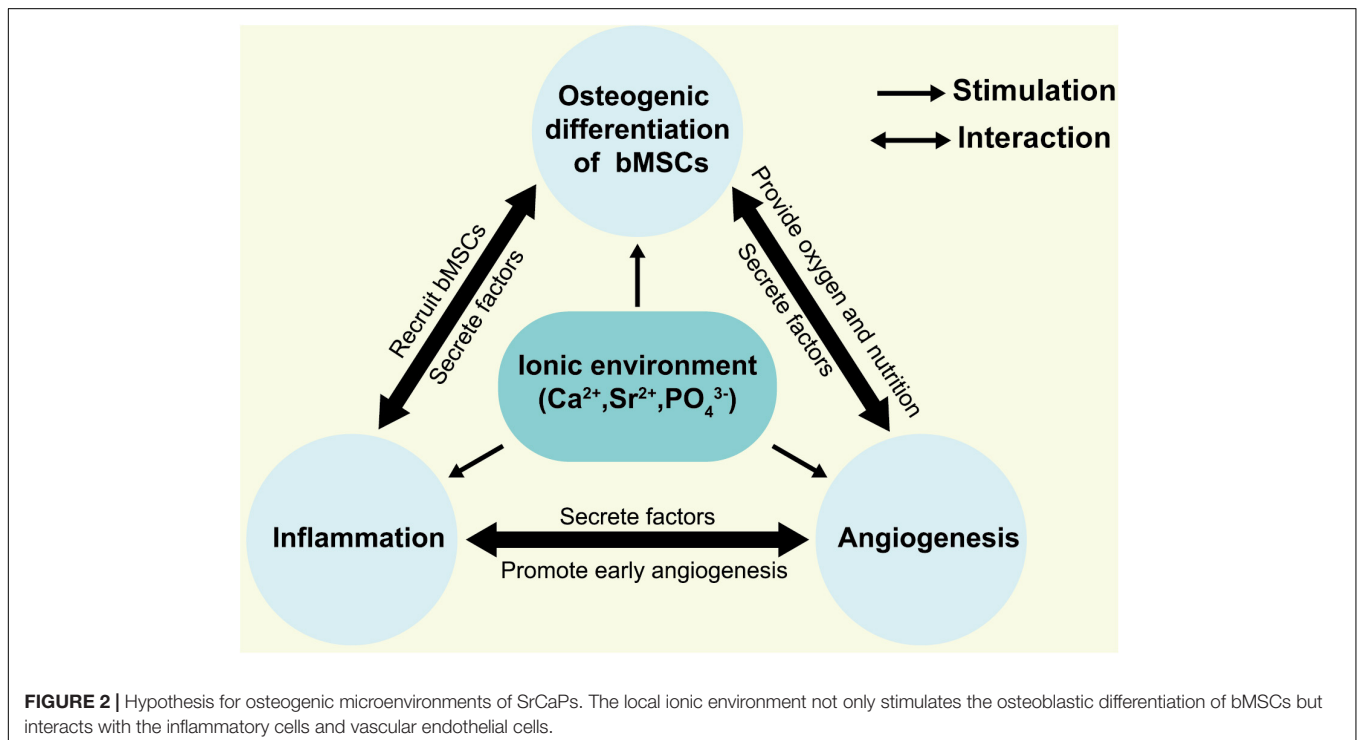 Osteogenic
differentiation
of bMSCs
Stimulation
Interaction
Recruit bMSCs
Secrete factors
Provide oxygen and nutrition
Secrete factors
Ionic environment
(Ca²⁺,Sr²⁺,PO₄³⁻)
Inflammation
Secrete factors
Promote early angiogenesis
Angiogenesis
FIGURE 2 | Hypothesis for osteogenic microenvironments of SrCaPs. The local ionic environment not only stimulates the osteoblastic differentiation of bMSCs but
interacts with the inflammatory cells and vascular endothelial cells.